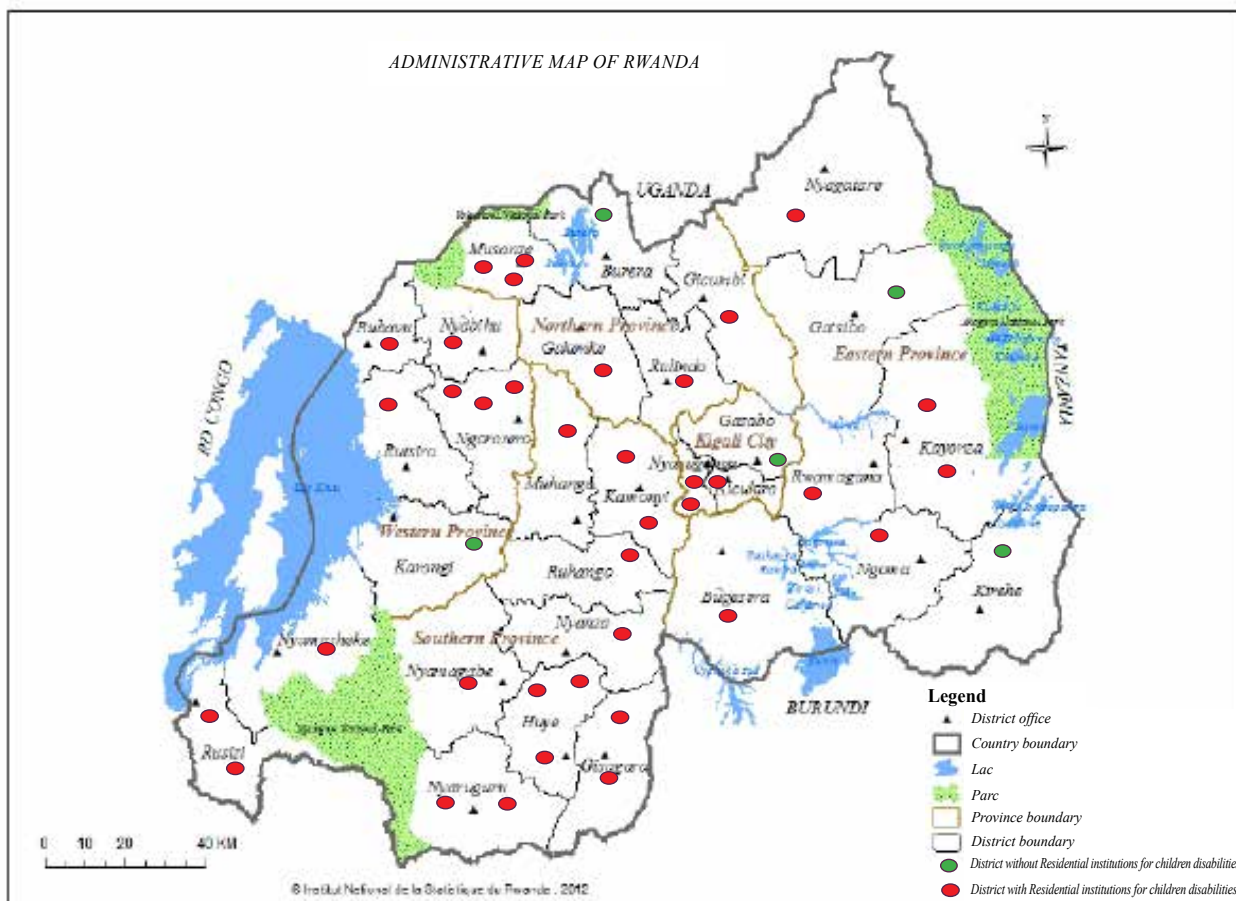 ADMINISTRATIVE MAP OF RWANDA
UGANDA
Nyagatare
Musanze
Burera
Gicumbi
Gatsibo
Rubavu
Nyabihu
Northern Province
Gakenke
Eastern Province
Rulindo
RD CONGO
TANZANIA
Gasabo
Kigali City
Kayonza
Rutsiro
Ngororero
Muhanga
Kamonyi
Rwamagana
Western Province
Karongi
Ruhango
Ngoma
Kirehe
Bugesera
Nyamasheke
Southern Province
Nyanza
Nyamagabe
Huye
Gisagara
BURUNDI
Rusizi
Nyaruguru
Legend
District office
Country boundary
Lac
Parc
Province boundary
District boundary
District without Residential institutions for children disabilitie
District with Residential institutions for children disabilities
0 10 20 40 KM
© Institut National de la Statistique du Rwanda , 2012